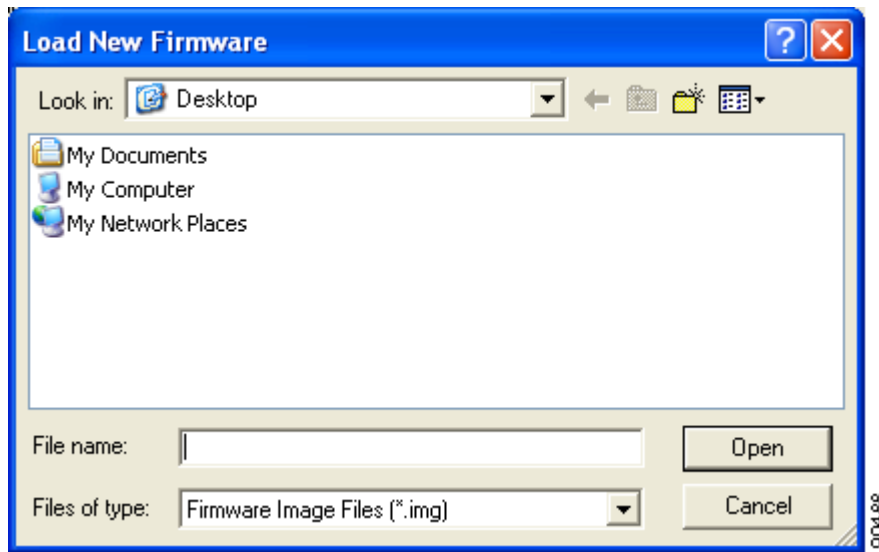 Load New Firmware
Look in: Desktop
My Documents
My Computer
My Network Places
File name: Open
Files of type: Firmware Image Files (*.img) Cancel